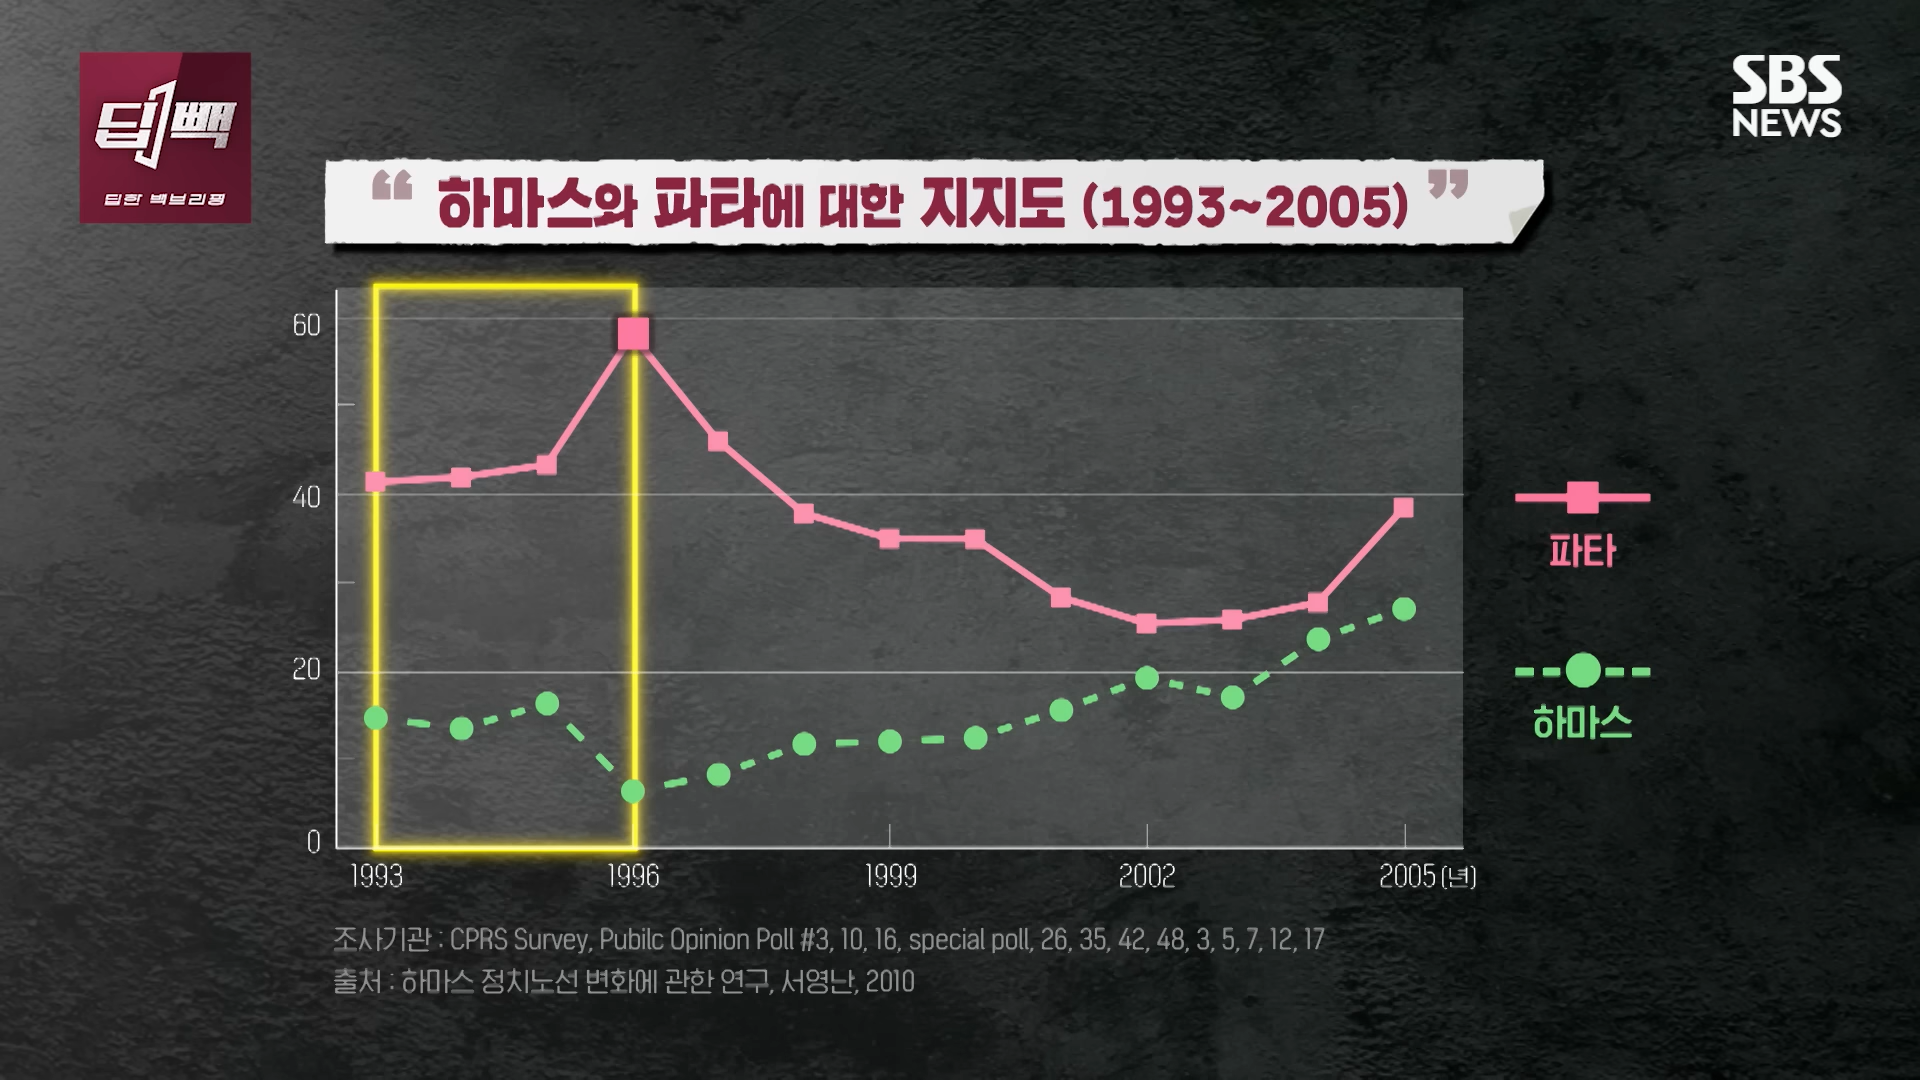 딥빽
딥한 백브리핑
SBS
NEWS
“ 하마스와 파타에 대한 지지도 (1993~2005) ”
60
40
20
0
1993 1996 1999 2002 2005(년)
파타
하마스
조사기관 : CPRS Survey, Pubilc Opinion Poll #3, 10, 16, special poll, 26, 35, 42, 48, 3, 5, 7, 12, 17
출처 : 하마스 정치노선 변화에 관한 연구, 서영난, 2010